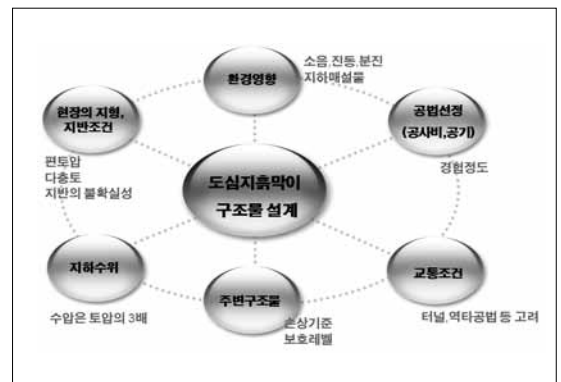 환경영향
소음,진동,분진
지하매설물
현장의 지형,
지반조건
편토압
다층토
지반의 불확실성
공법선정
(공사비,공기)
경험정도
도심지흙막이
구조물 설계
지하수위
수압은 토압의 3배
주변구조물
손상기준
보호레벨
교통조건
터널,역타공법 등 고려